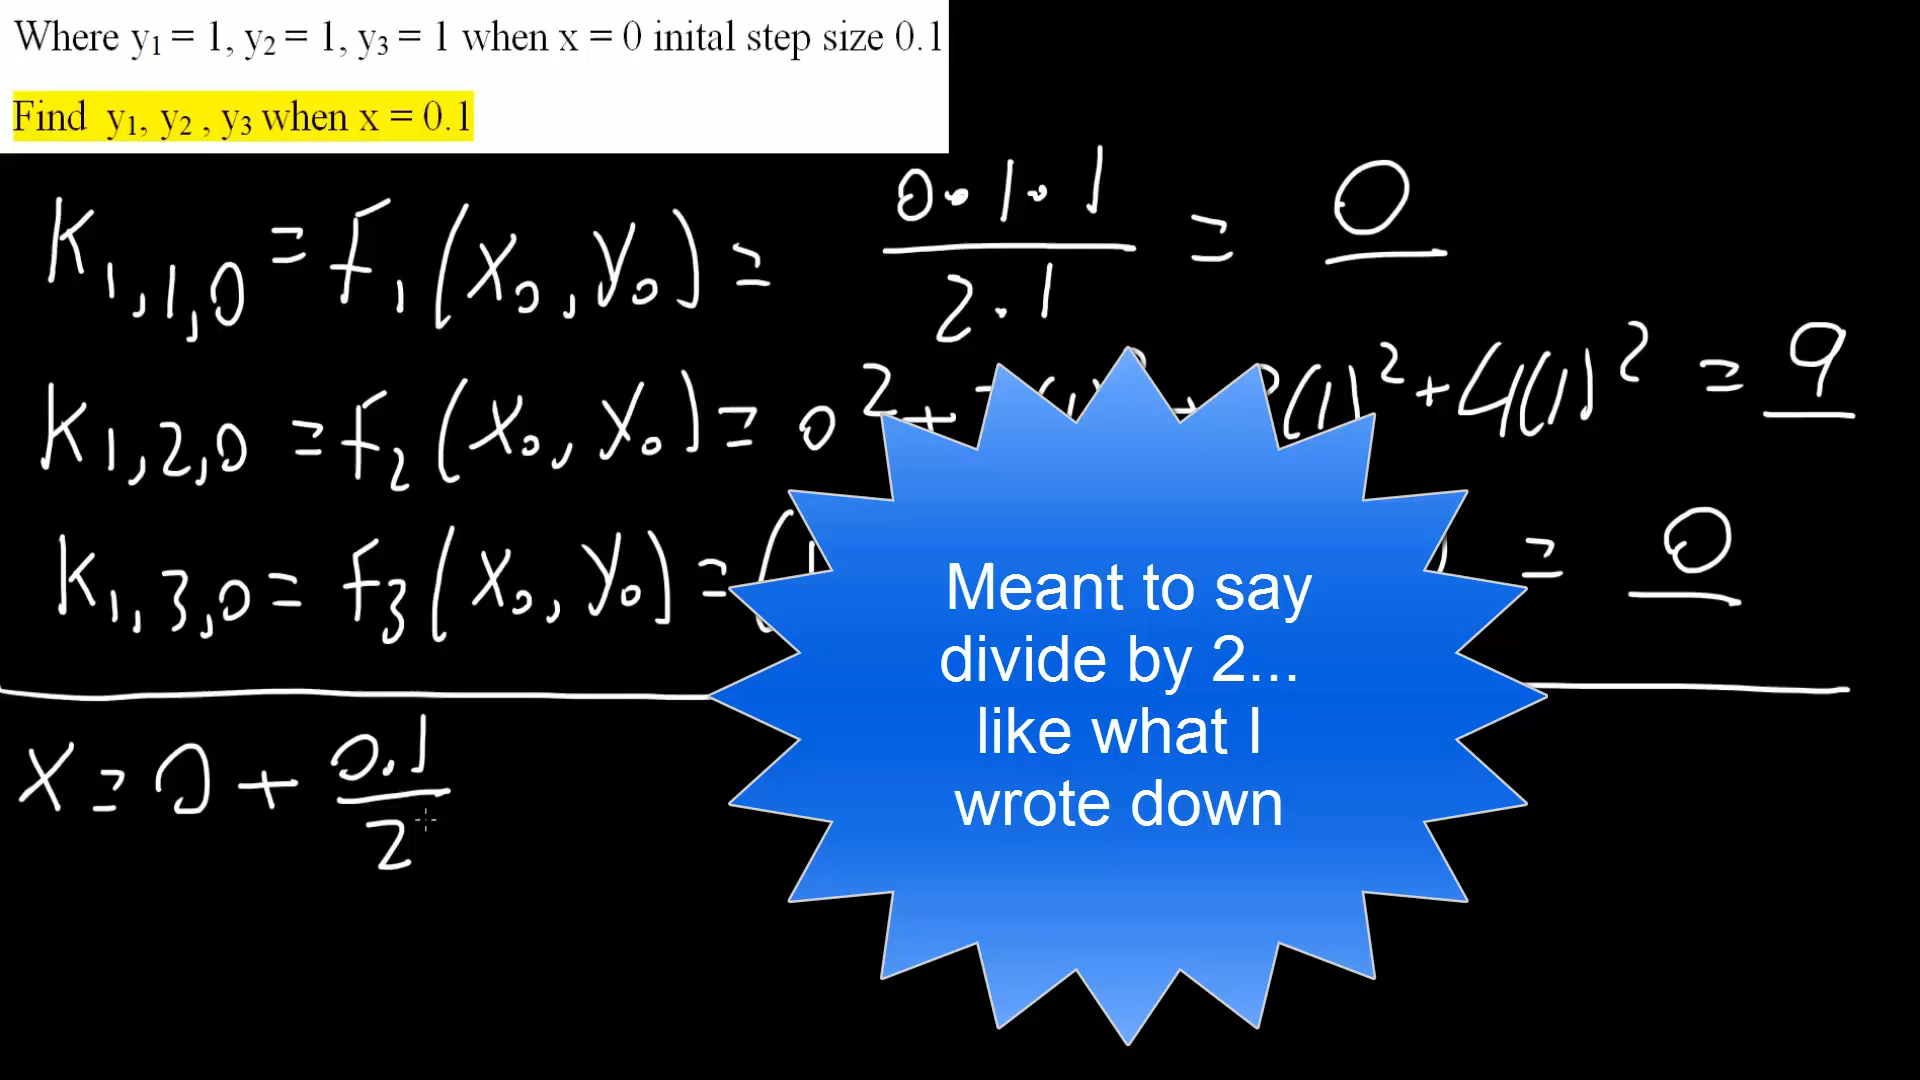 Where y₁ = 1, y₂ = 1, y₃ = 1 when x = 0 inital step size 0.1
Find y₁, y₂ , y₃ when x = 0.1
K₁,₁,₀ = F₁(x₀, y₀) = 0·1·1 / 2·1 = 0
K₁,₂,₀ = F₂(x₀, y₀) = 0² + (1)² + 4(1)² = 9
K₁,₃,₀ = F₃(x₀, y₀) = ( = 0
Meant to say
divide by 2...
like what I
wrote down
x = 0 + 0.1 / 2